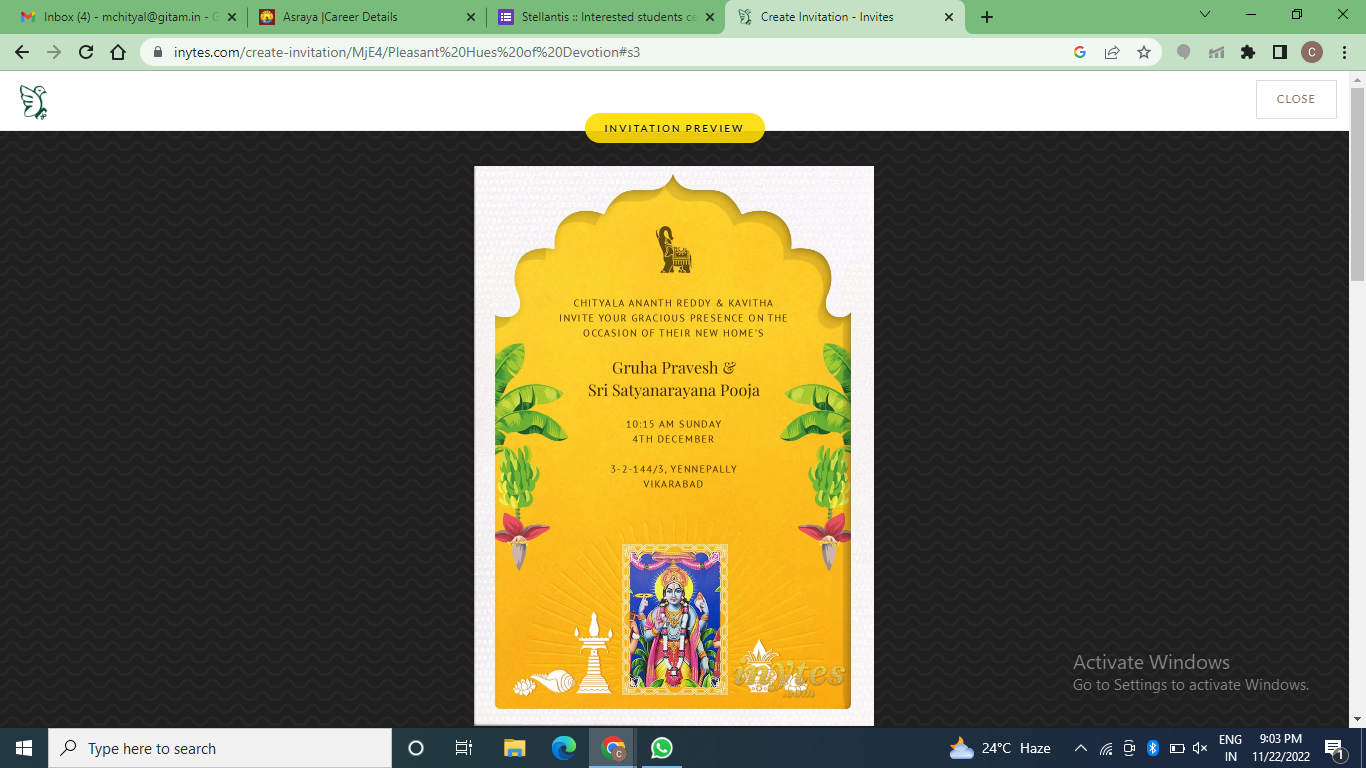 Inbox (4) - mchityal@gitam.in - G
Asraya |Career Details
Stellantis :: Interested students ce
Create Invitation - Invites
inytes.com/create-invitation/MjE4/Pleasant%20Hues%20of%20Devotion#s3
C
CLOSE
INVITATION PREVIEW
CHITYALA ANANTH REDDY & KAVITHA
INVITE YOUR GRACIOUS PRESENCE ON THE
OCCASION OF THEIR NEW HOME'S
Gruha Pravesh &
Sri Satyanarayana Pooja
10:15 AM SUNDAY
4TH DECEMBER
3-2-144/3, YENNEPALLY
VIKARABAD
inytes
.com
Activate Windows
Go to Settings to activate Windows.
Type here to search
C
24°C Haze
ENG
IN
9:03 PM
11/22/2022
1